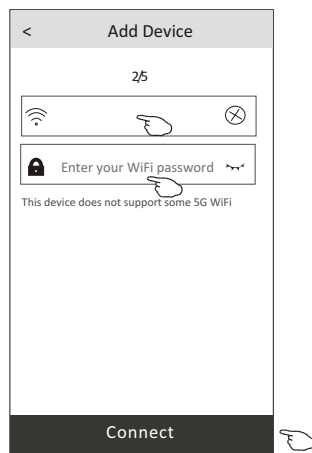 < Add Device
2/5
Enter your WiFi password
This device does not support some 5G WiFi
Connect